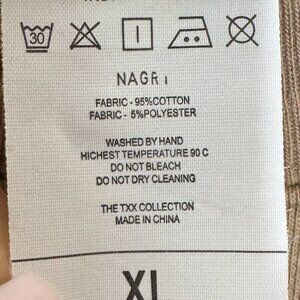 30
NAGRI
FABRIC - 95%COTTON
FABRIC - 5%POLYESTER
WASHED BY HAND
HICHEST TEMPERATURE 90 C
DO NOT BLEACH
DO NOT DRY CLEANING
THE TXX COLLECTION
MADE IN CHINA
XL